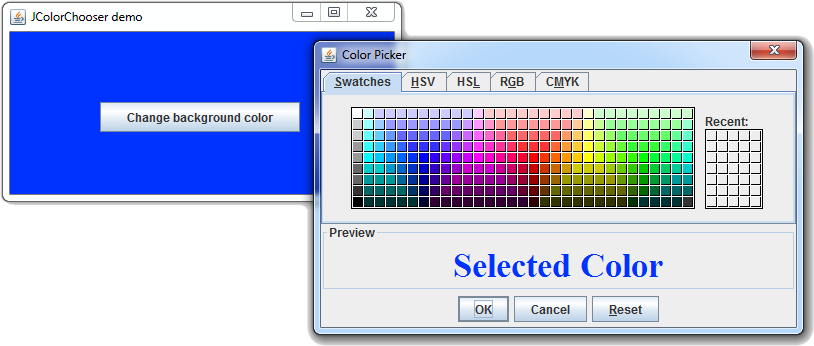 JColorChooser demo
Change background color
Color Picker
Swatches HSV HSL RGB CMYK
Recent:
Preview
Selected Color
OK Cancel Reset